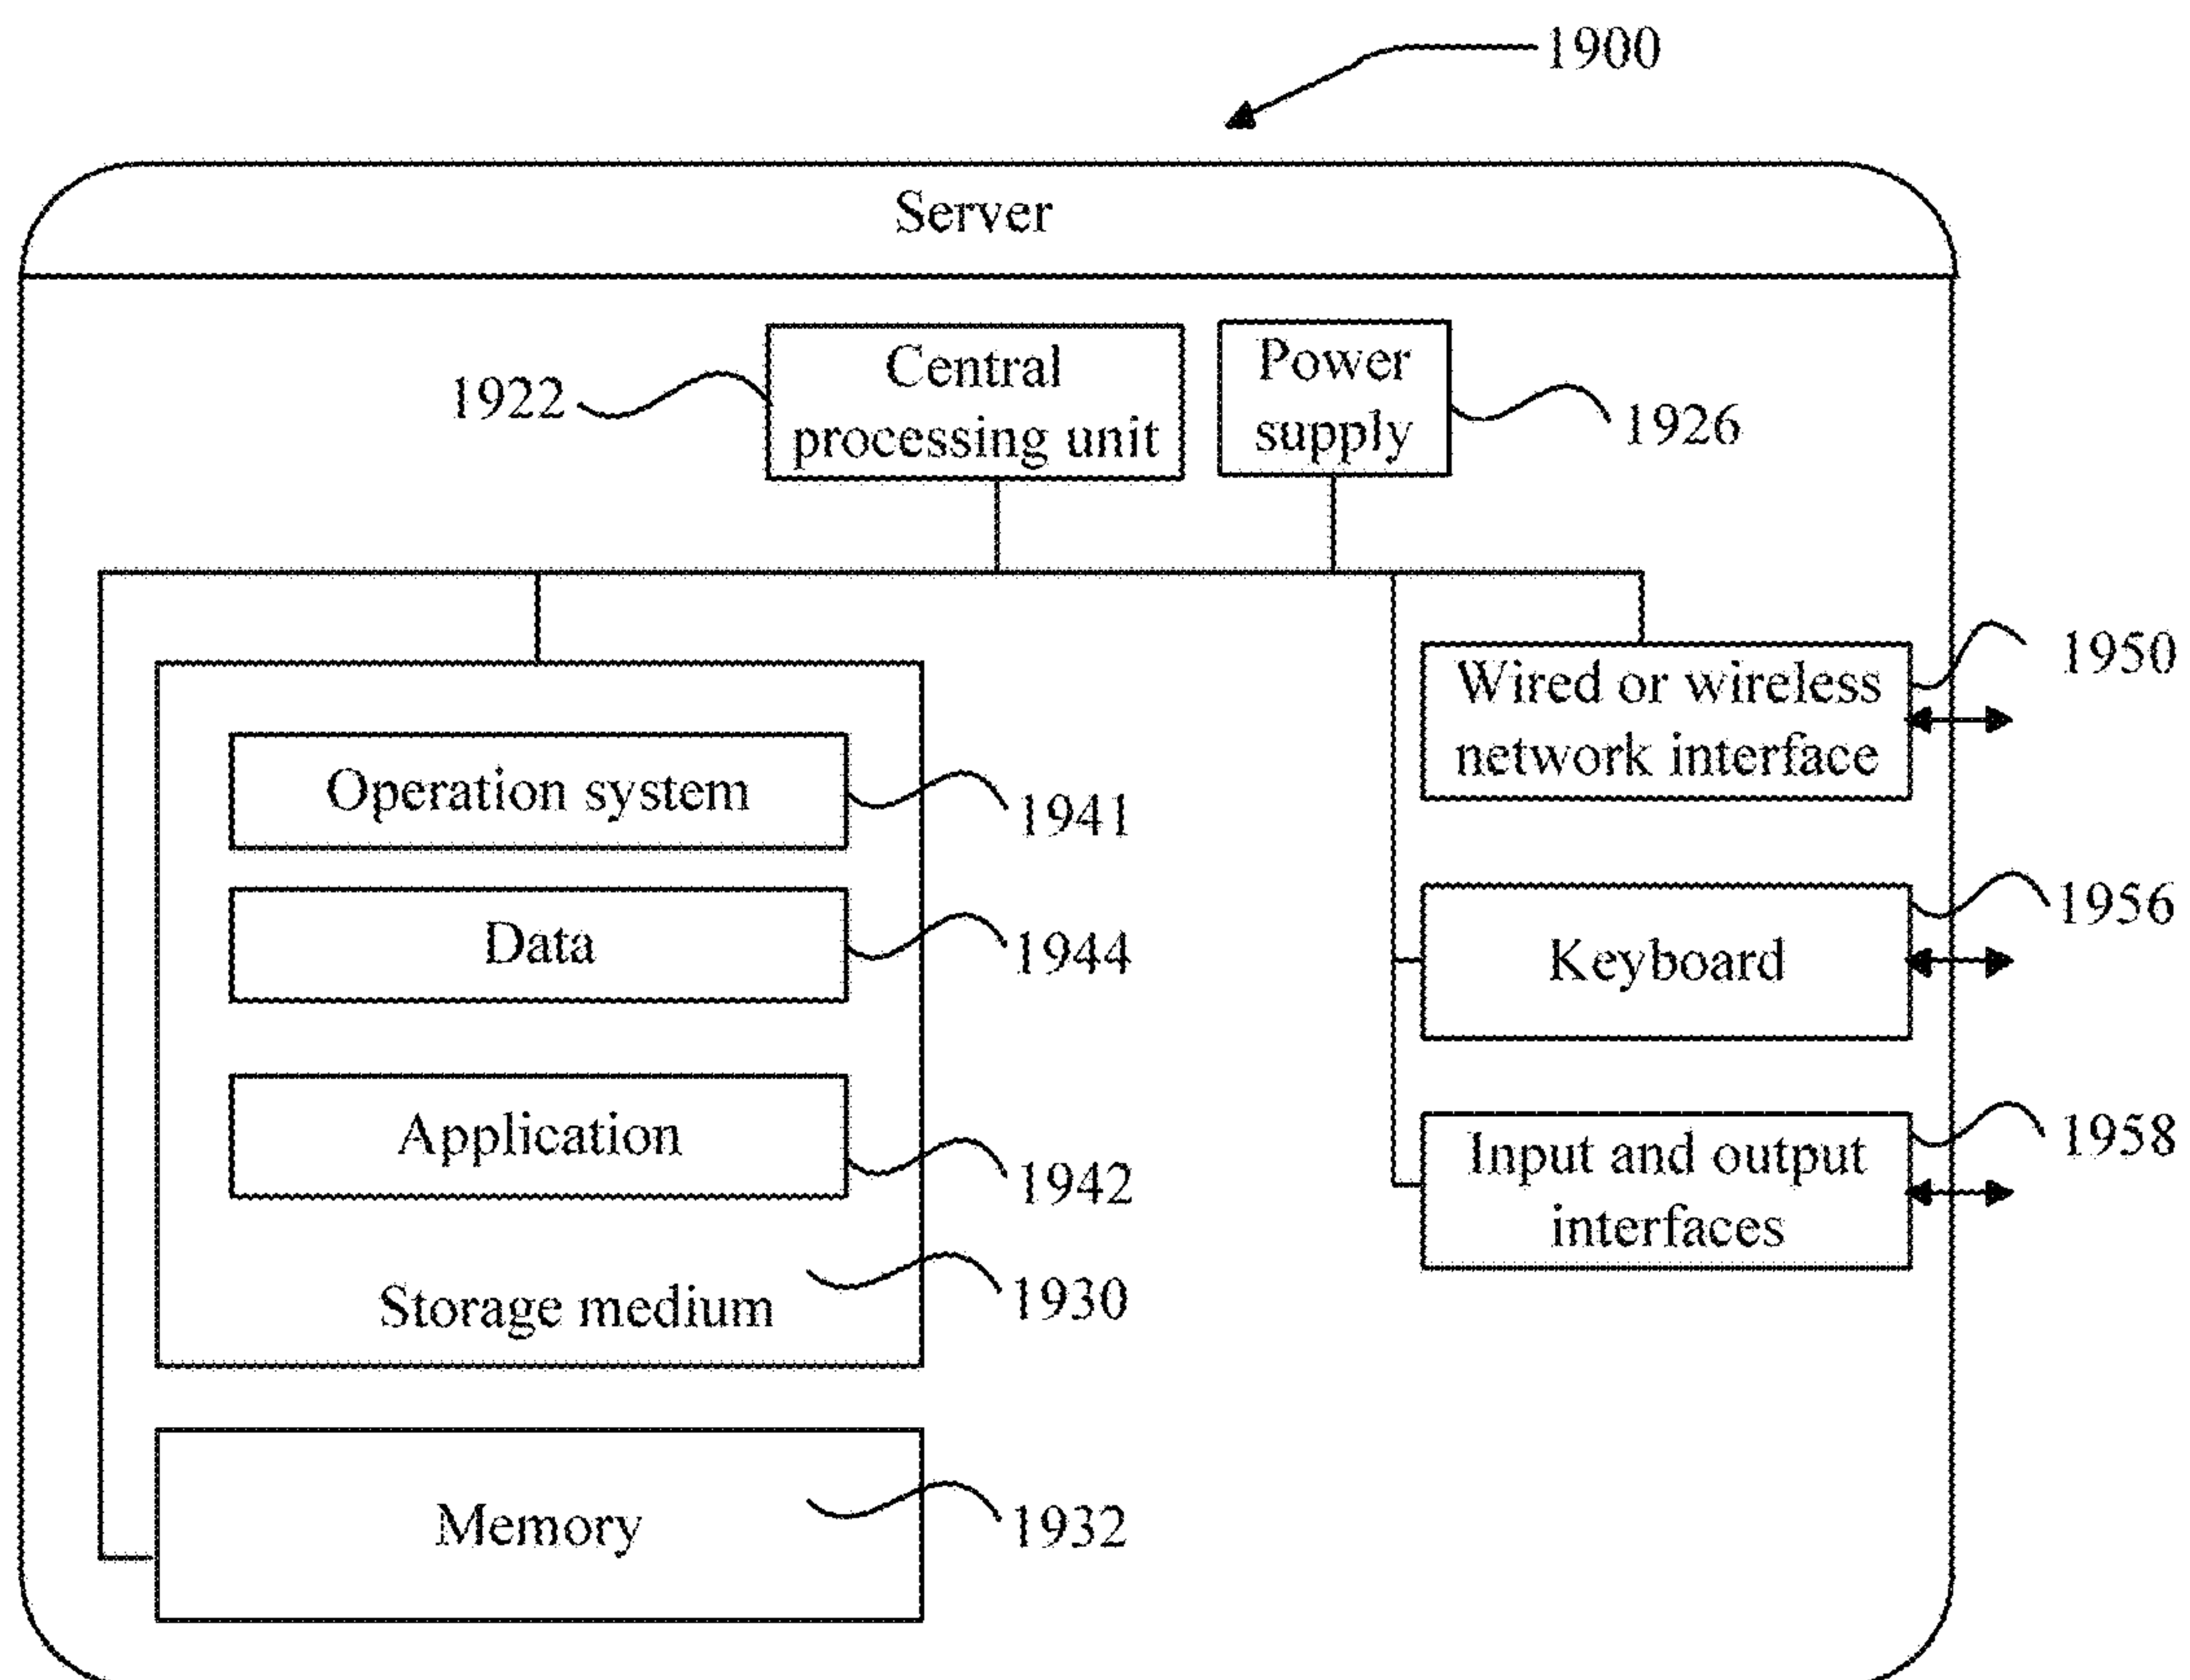 1900
Server
1922
Central
processing unit
Power
supply
1926
Wired or wireless
network interface
1950
Operation system
1941
Keyboard
1956
Data
1944
Application
1942
Input and output
interfaces
1958
Storage medium
1930
Memory
1932